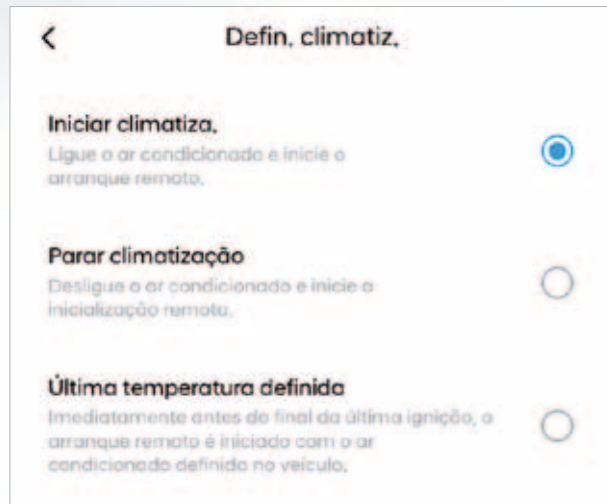 Defin. climatiz.
Iniciar climatiza.
Ligue o ar condicionado e inicie o
arranque remoto.
Parar climatização
Desligue o ar condicionado e inicie a
inicialização remota.
Última temperatura definida
Imediatamente antes do final da última ignição, o
arranque remoto é iniciado com o ar
condicionado definido no veículo.